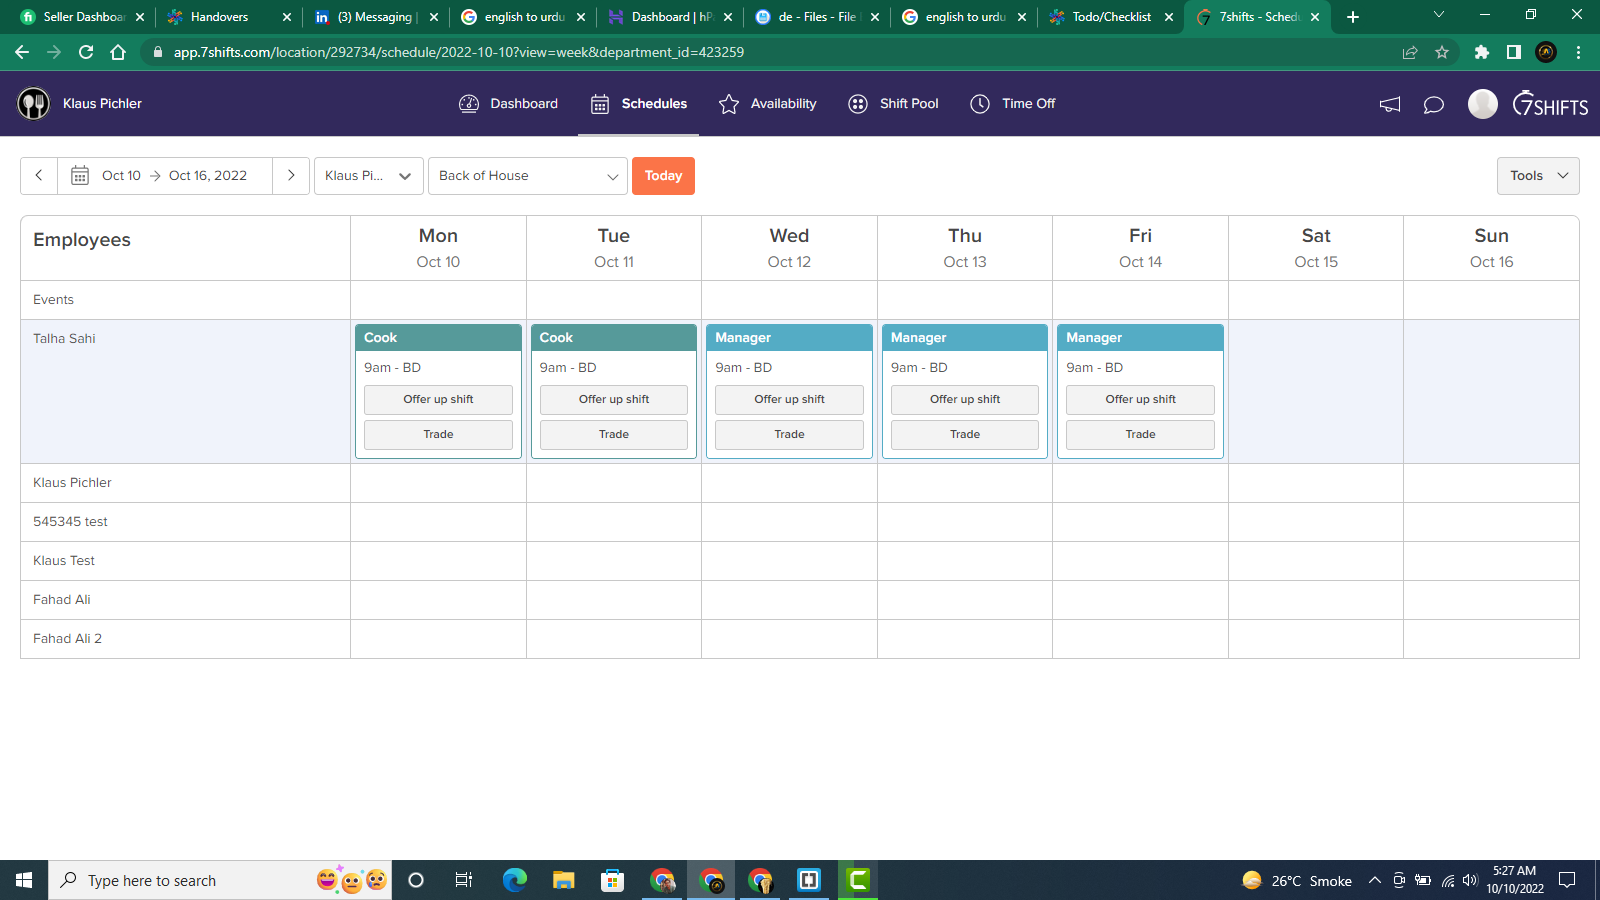 Seller Dashboa
Handovers
(3) Messaging |
english to urdu
Dashboard | hP
de - Files - File
english to urdu
Todo/Checklist
7shifts - Sched
app.7shifts.com/location/292734/schedule/2022-10-10?view=week&department_id=423259
Klaus Pichler
Dashboard
Schedules
Availability
Shift Pool
Time Off
7SHIFTS
Oct 10 → Oct 16, 2022
Klaus Pi...
Back of House
Today
Tools
Employees
Mon
Tue
Wed
Thu
Fri
Sat
Sun
Oct 10
Oct 11
Oct 12
Oct 13
Oct 14
Oct 15
Oct 16
Events
Talha Sahi
Cook
9am - BD
Offer up shift
Trade
Cook
9am - BD
Offer up shift
Trade
Manager
9am - BD
Offer up shift
Trade
Manager
9am - BD
Offer up shift
Trade
Manager
9am - BD
Offer up shift
Trade
Klaus Pichler
545345 test
Klaus Test
Fahad Ali
Fahad Ali 2
Type here to search
26°C Smoke
5:27 AM
10/10/2022